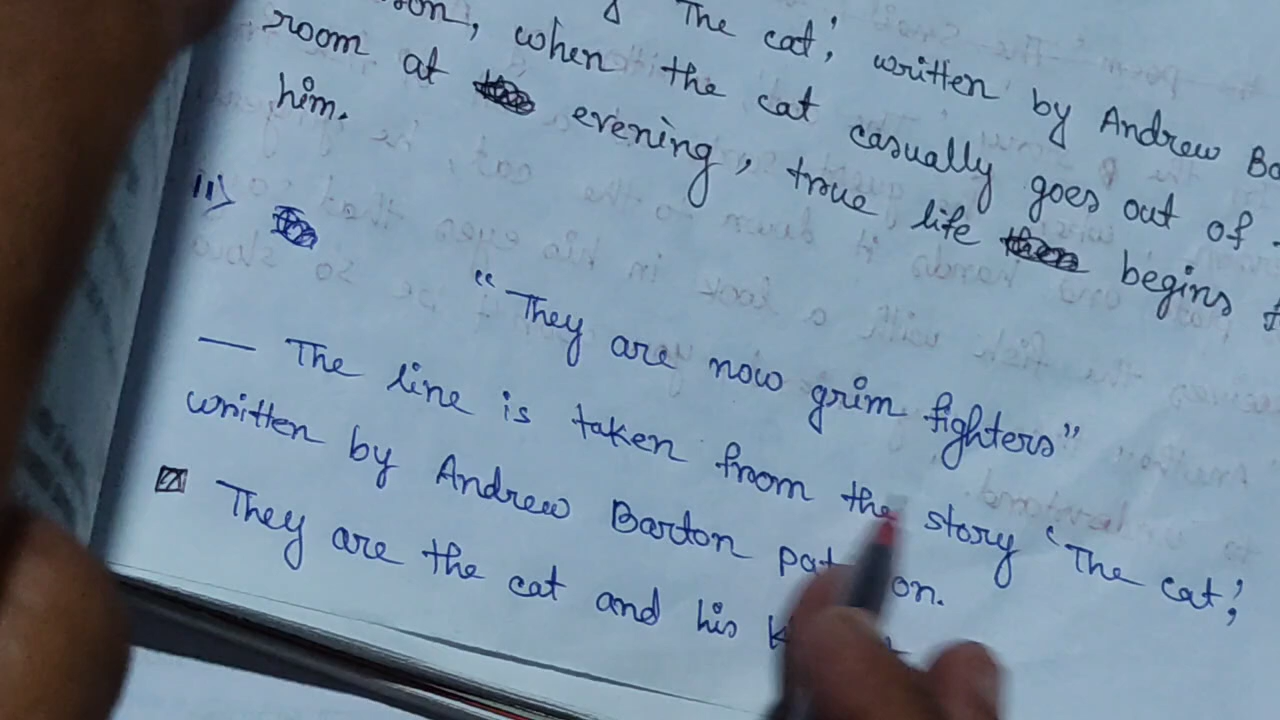 The cat', written by Andrew
when the cat casually goes out of
room at evening, true life begins
him.
ii>
"They are now grim fighters"
— The line is taken from the story 'The cat',
written by Andrew Barton
They are the cat and his